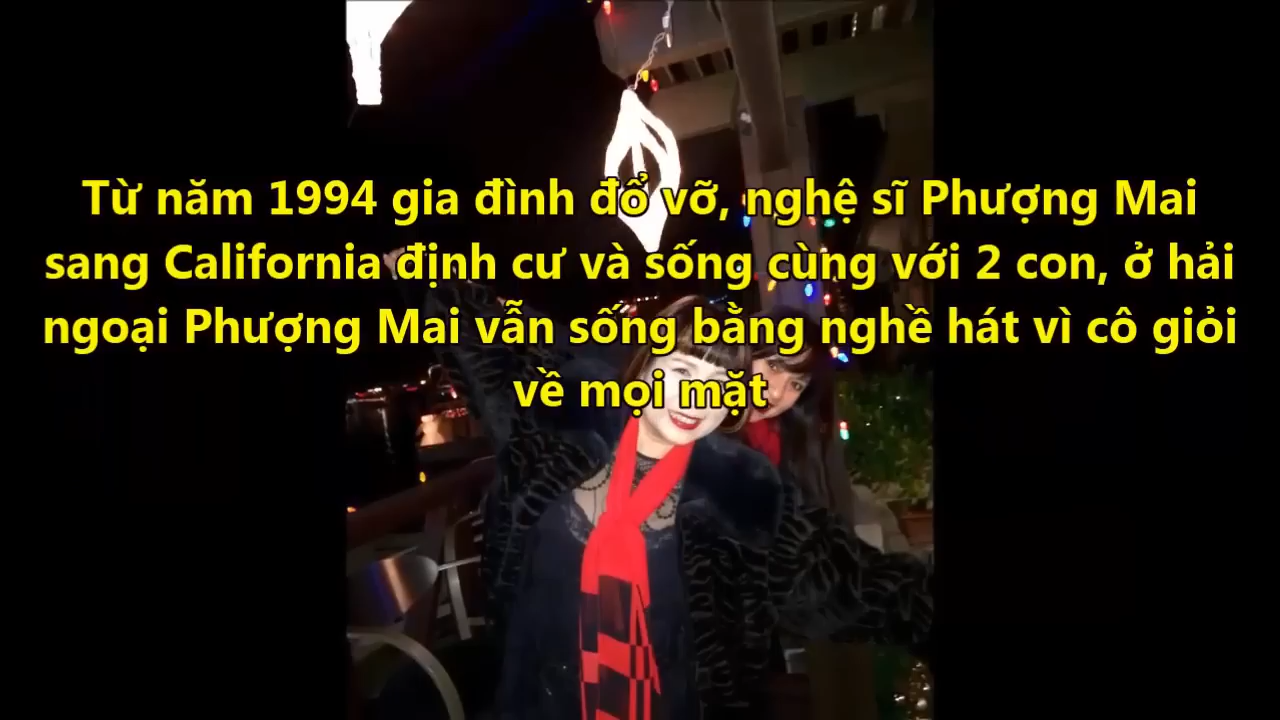 Từ năm 1994 gia đình đổ vỡ, nghệ sĩ Phượng Mai
sang California định cư và sống cùng với 2 con, ở hải
ngoại Phượng Mai vẫn sống bằng nghề hát vì cô giỏi
về mọi mặt